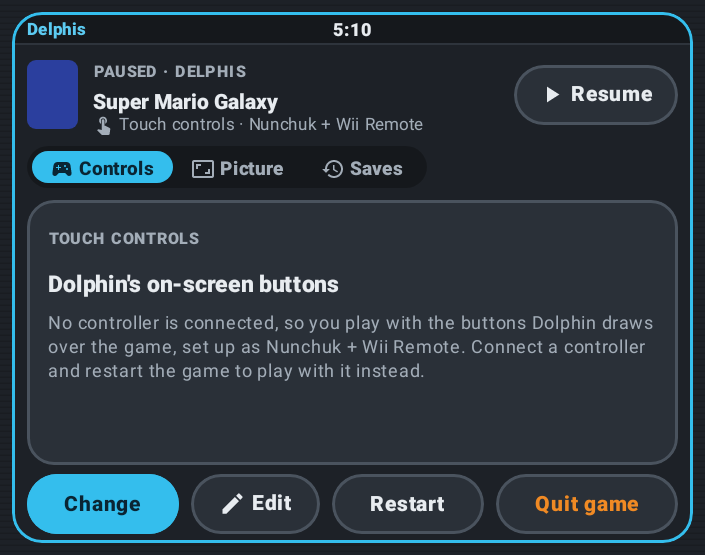 Delphis
5:10
PAUSED · DELPHIS
Super Mario Galaxy
Touch controls · Nunchuk + Wii Remote
Resume
Controls
Picture
Saves
TOUCH CONTROLS
Dolphin's on-screen buttons
No controller is connected, so you play with the buttons Dolphin draws
over the game, set up as Nunchuk + Wii Remote. Connect a controller
and restart the game to play with it instead.
Change
Edit
Restart
Quit game